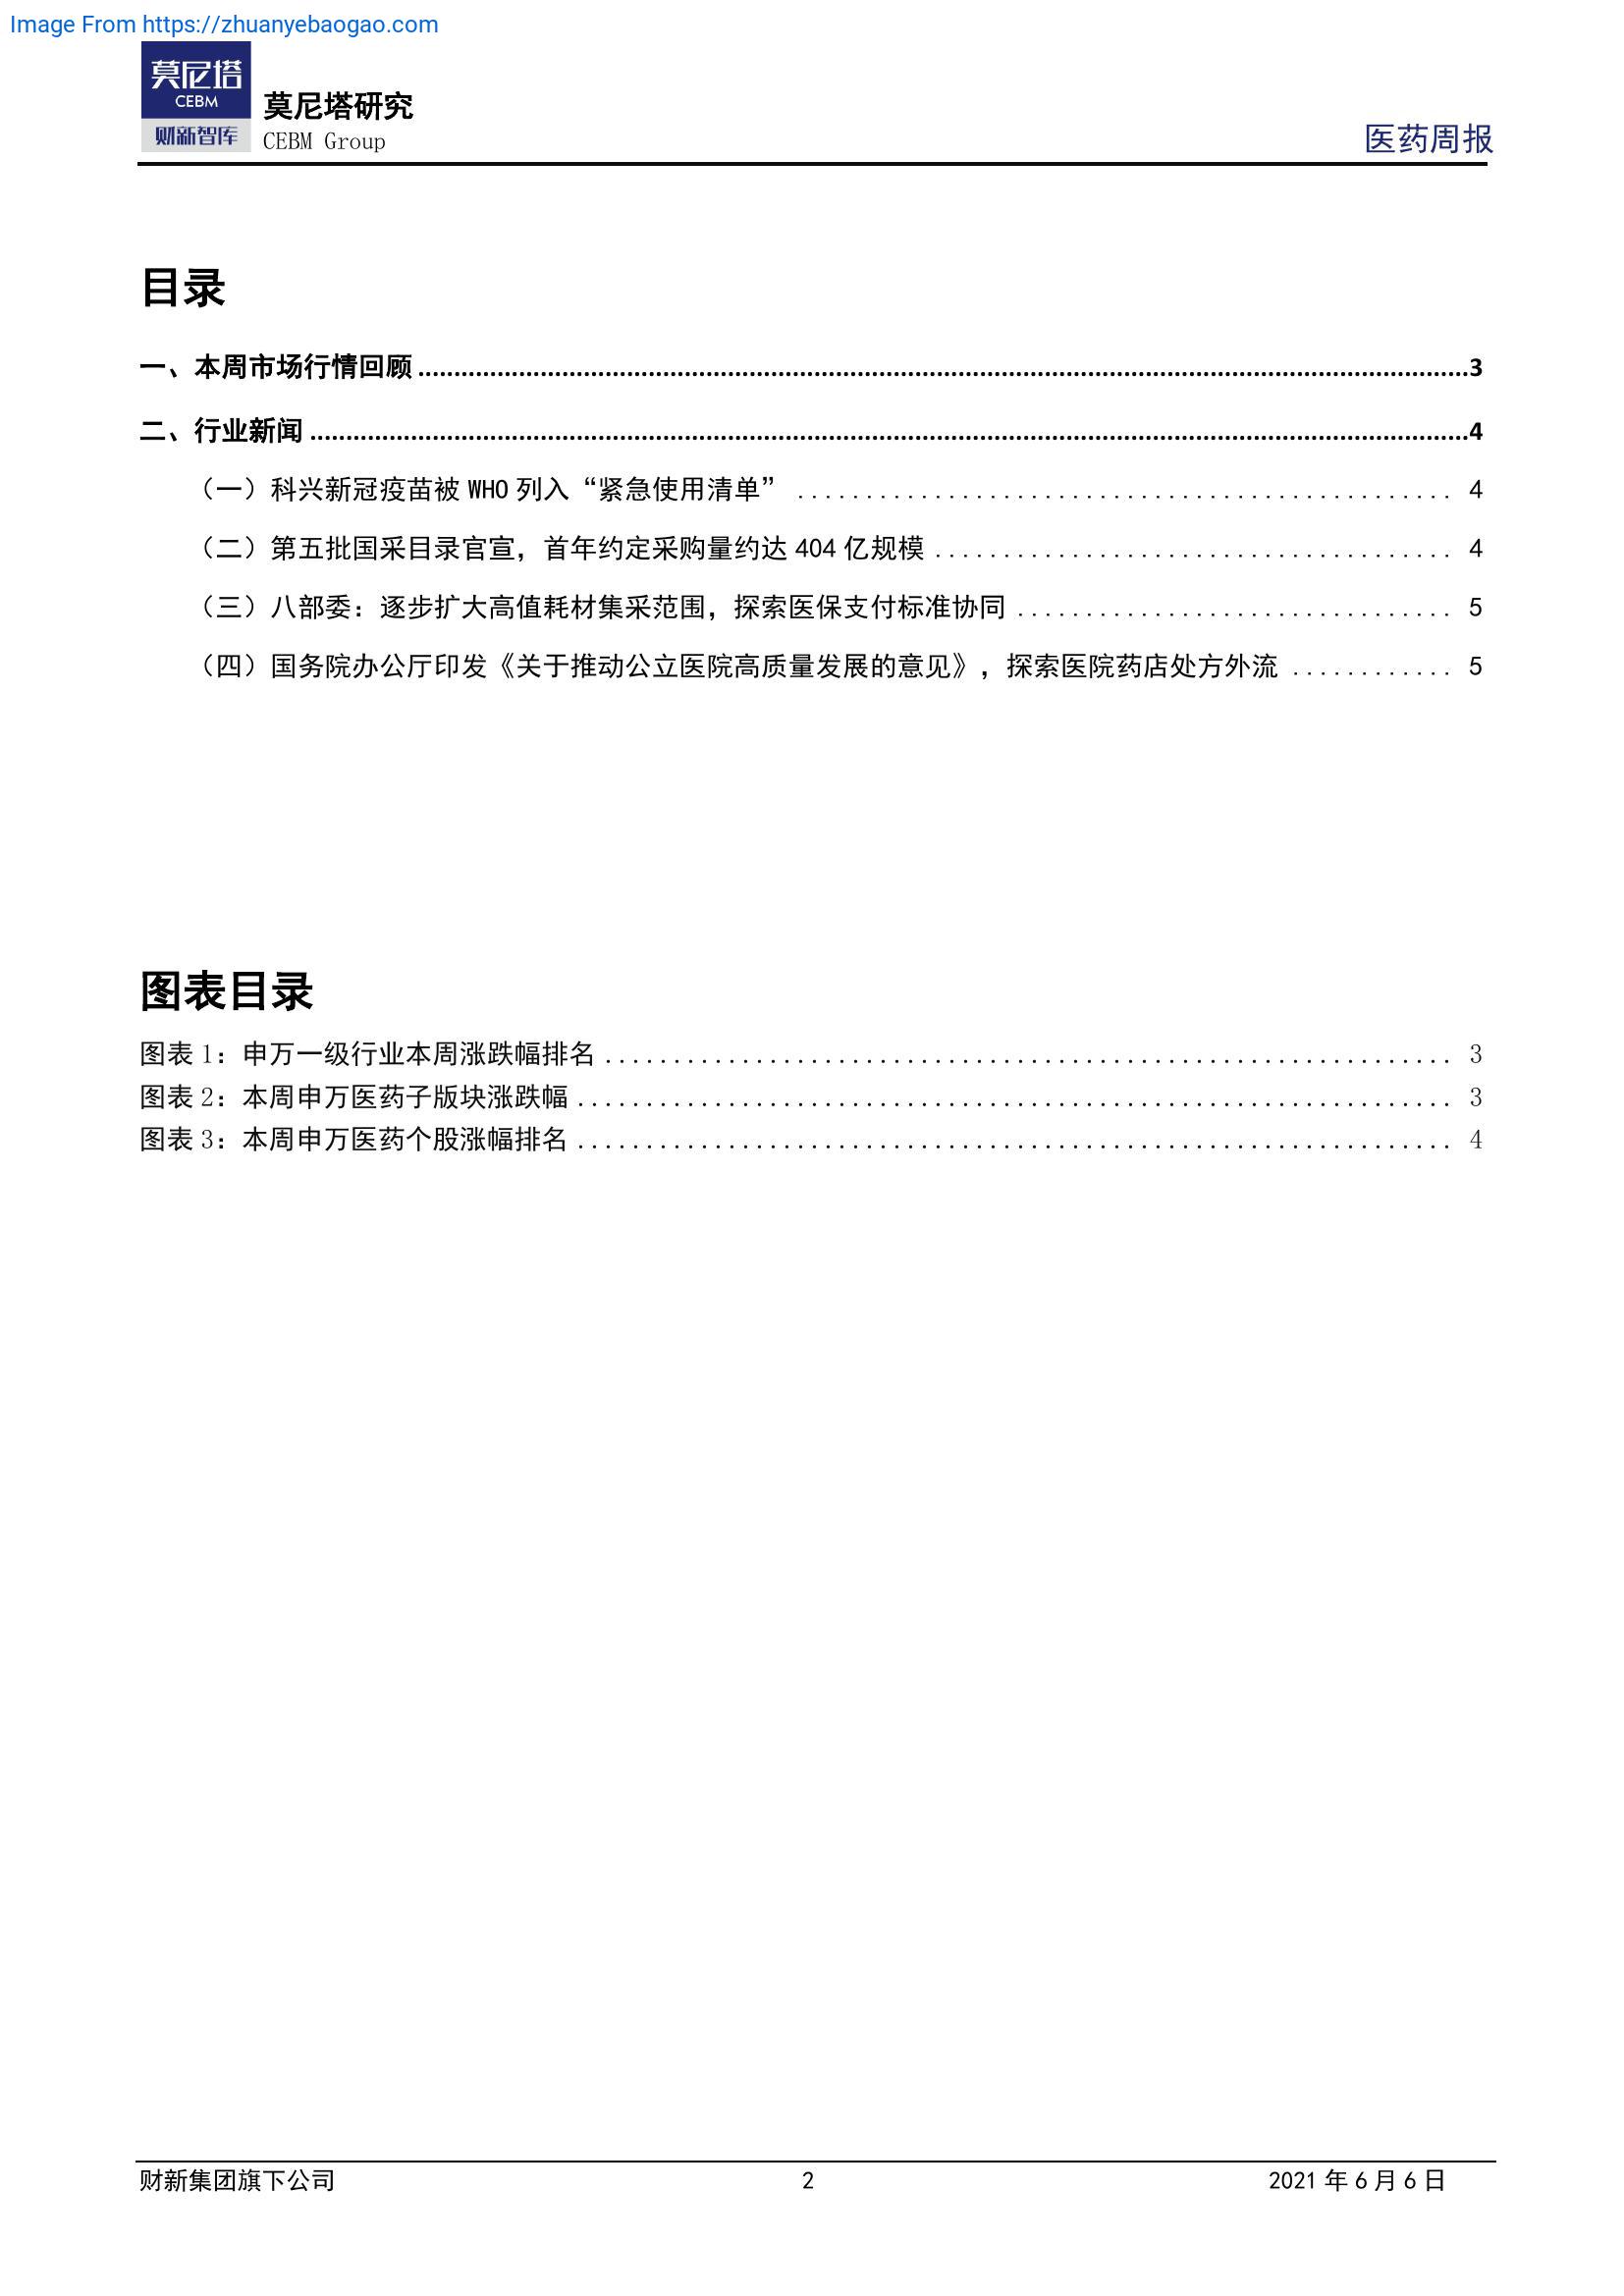 Image From https://zhuanyebaogao.com
莫尼塔
CEBM
财新智库
莫尼塔研究
CEBM Group
医药周报
目录
一、本周市场行情回顾........................................................3
二、行业新闻........................................................4
（一）科兴新冠疫苗被 WHO 列入“紧急使用清单” ........................................ 4
（二）第五批国采目录官宣，首年约定采购量约达 404 亿规模 ...................................... 4
（三）八部委：逐步扩大高值耗材集采范围，探索医保支付标准协同 ................................ 5
（四）国务院办公厅印发《关于推动公立医院高质量发展的意见》，探索医院药店处方外流 ............ 5
图表目录
图表 1：申万一级行业本周涨跌幅排名 .............................................................. 3
图表 2：本周申万医药子版块涨跌幅 ................................................................ 3
图表 3：本周申万医药个股涨幅排名 ................................................................ 4
财新集团旗下公司
2
2021 年 6 月 6 日